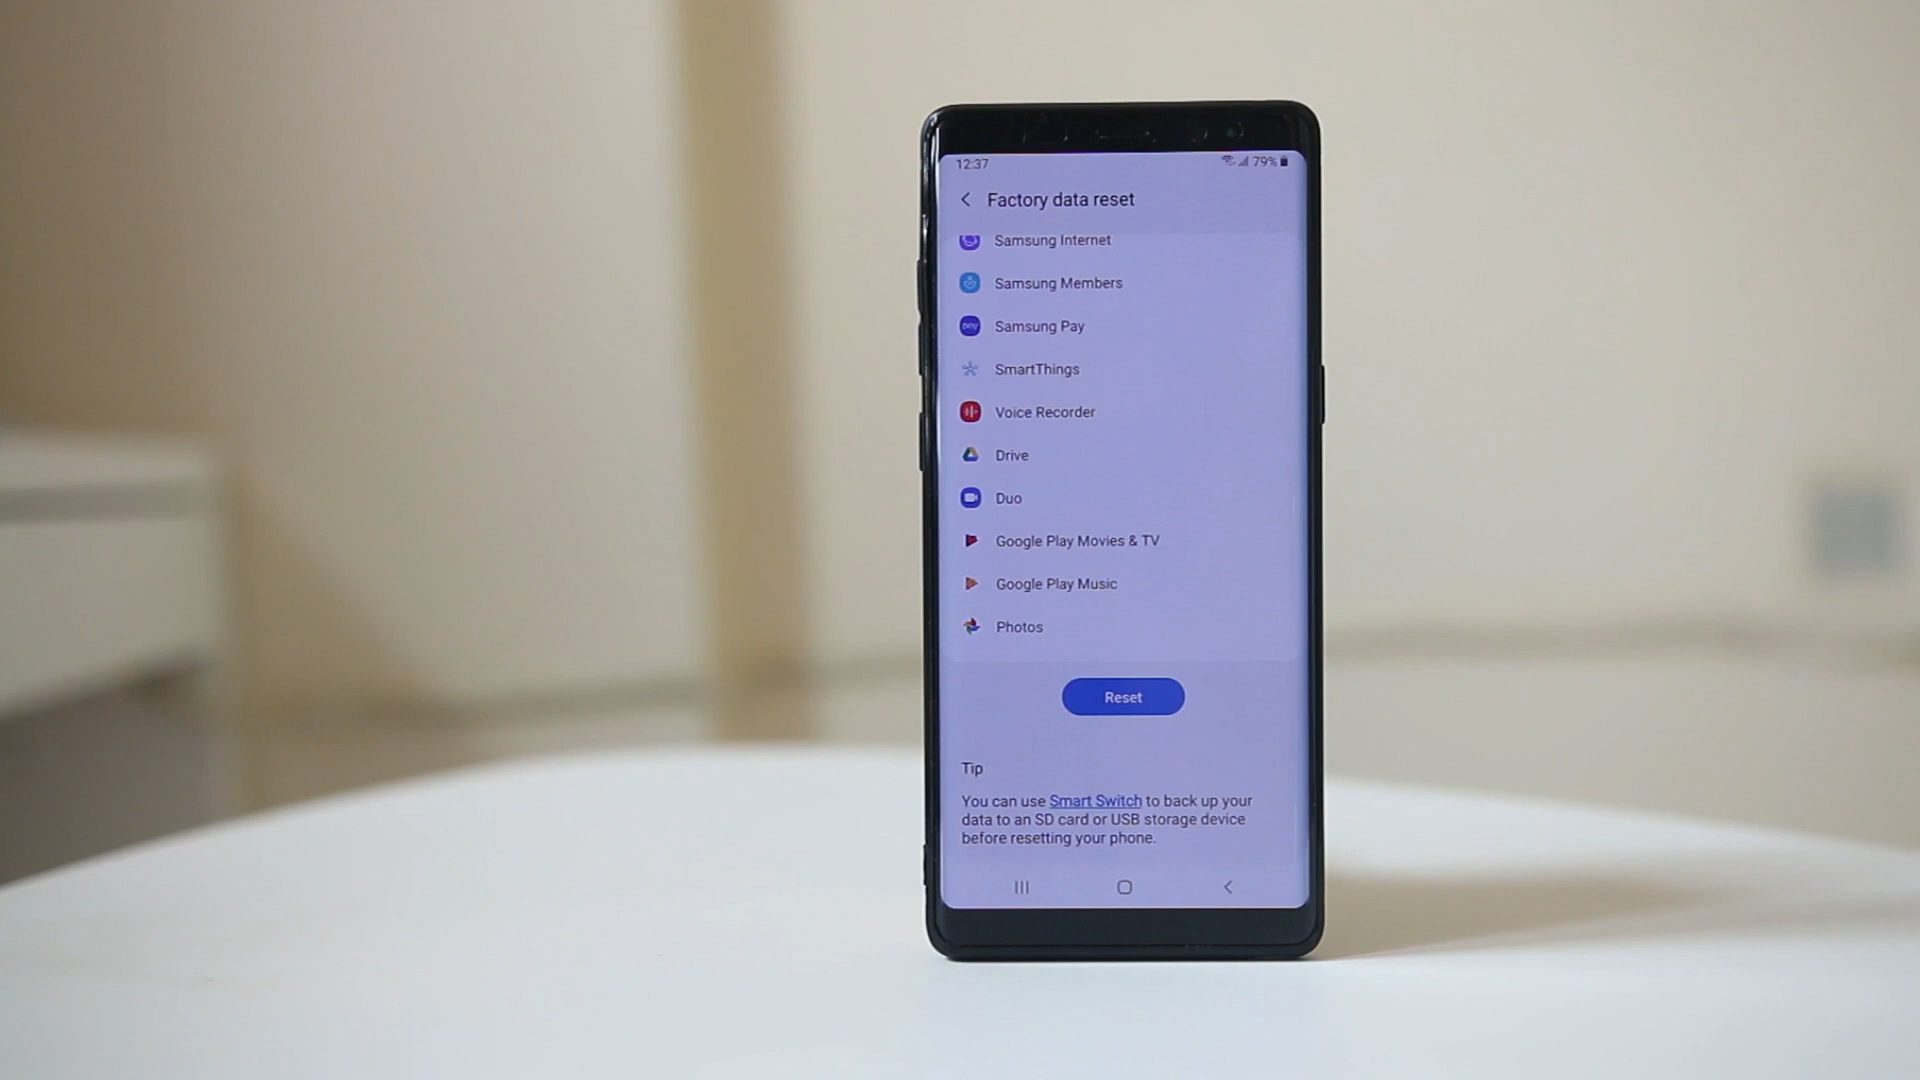 12:37
79%
Factory data reset
Samsung Internet
Samsung Members
pay
Samsung Pay
SmartThings
Voice Recorder
Drive
Duo
Google Play Movies & TV
Google Play Music
Photos
Reset
Tip
You can use Smart Switch to back up your
data to an SD card or USB storage device
before resetting your phone.